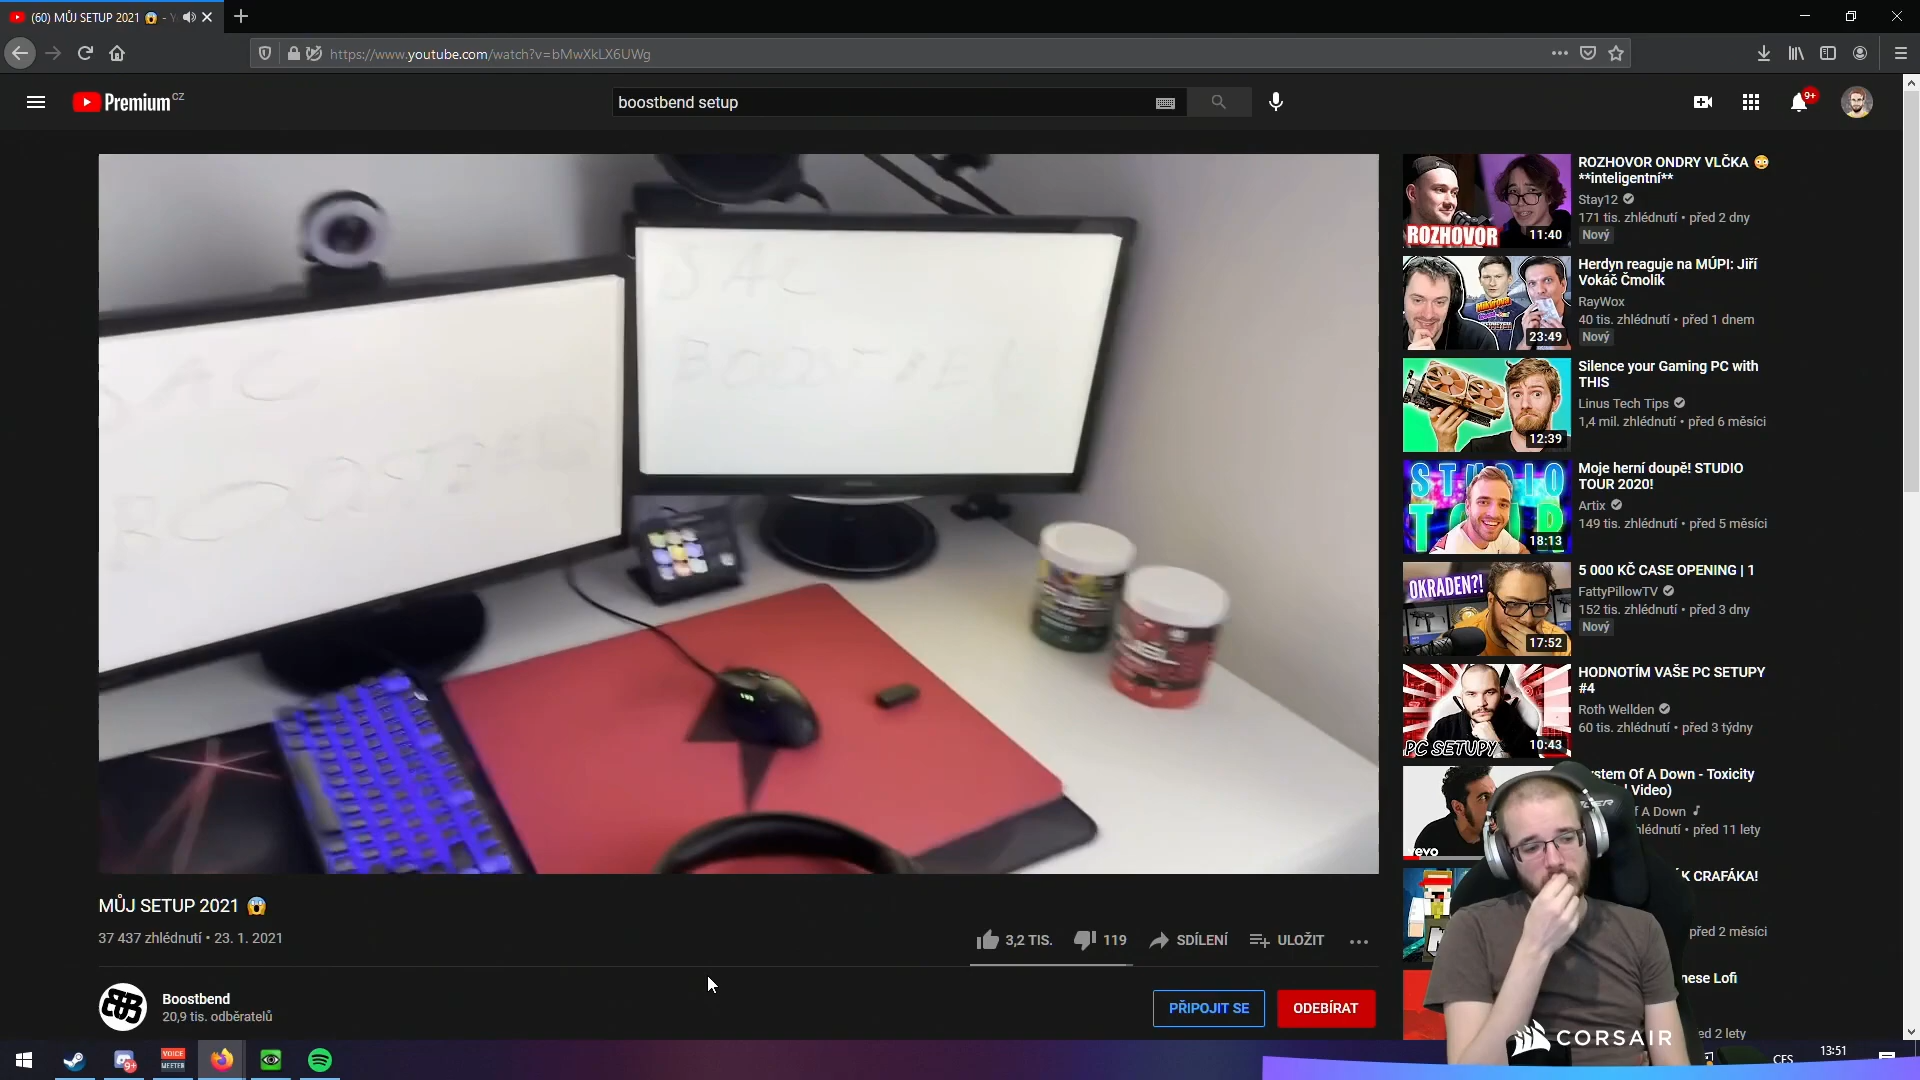 (60) MŮJ SETUP 2021 😱 - Y
https://www.youtube.com/watch?v=bMwXkLX6UWg
Premium CZ
boostbend setup
9+
SAC
SAC
ROZHOVOR
11:40
ROZHOVOR ONDRY VLČKA 😳
**inteligentní**
Stay12
171 tis. zhlédnutí • před 2 dny
Nový
23:49
Herdyn reaguje na MÚPI: Jiří
Vokáč Čmolík
RayWox
40 tis. zhlédnutí • před 1 dnem
Nový
12:39
Silence your Gaming PC with
THIS
Linus Tech Tips
1,4 mil. zhlédnutí • před 6 měsíci
STUDIO
TOUR
18:13
Moje herní doupě! STUDIO
TOUR 2020!
Artix
149 tis. zhlédnutí • před 5 měsíci
OKRADEN?!
17:52
5 000 KČ CASE OPENING | 1
FattyPillowTV
152 tis. zhlédnutí • před 3 dny
Nový
PC SETUPY
10:43
HODNOTÍM VAŠE PC SETUPY
#4
Roth Wellden
60 tis. zhlédnutí • před 3 týdny
vevo
stem Of A Down - Toxicity
l Video)
f A Down
hlédnutí • před 11 lety
K CRAFÁKA!
před 2 měsíci
nese Lofi
ed 2 lety
MŮJ SETUP 2021 😱
37 437 zhlédnutí • 23. 1. 2021
3,2 TIS.
119
SDÍLENÍ
ULOŽIT
Boostbend
20,9 tis. odběratelů
PŘIPOJIT SE
ODEBÍRAT
CORSAIR
9+
VOICE
MEETER
CES
13:51